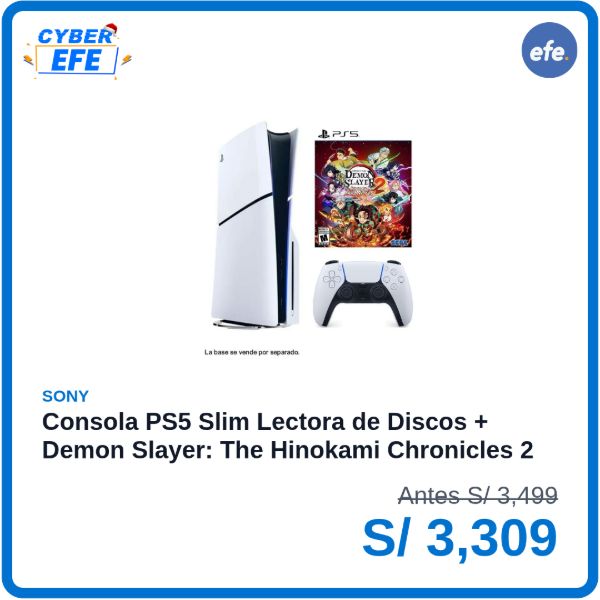 CYBER
EFE
efe.
PS5
DEMON
SLAYER
2
M
SEGA
La base se vende por separado.
SONY
Consola PS5 Slim Lectora de Discos +
Demon Slayer: The Hinokami Chronicles 2
Antes S/ 3,499
S/ 3,309